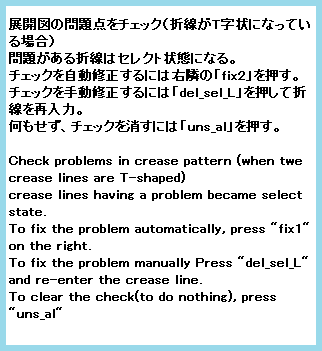 展開図の問題点をチェック（折線がT字状になってい
る場合）
問題がある折線はセレクト状態になる。
チェックを自動修正するには右隣の「fix2」を押す。
チェックを手動修正するには「del_sel_L」を押して折
線を再入力。
何もせず、チェックを消すには「uns_al」を押す。

Check problems in crease pattern (when twe
crease lines are T-shaped)
crease lines having a problem became select
state.
To fix the problem automatically, press "fix1"
on the right.
To fix the problem manually Press "del_sel_L"
and re-enter the crease line.
To clear the check(to do nothing), press
"uns_al"